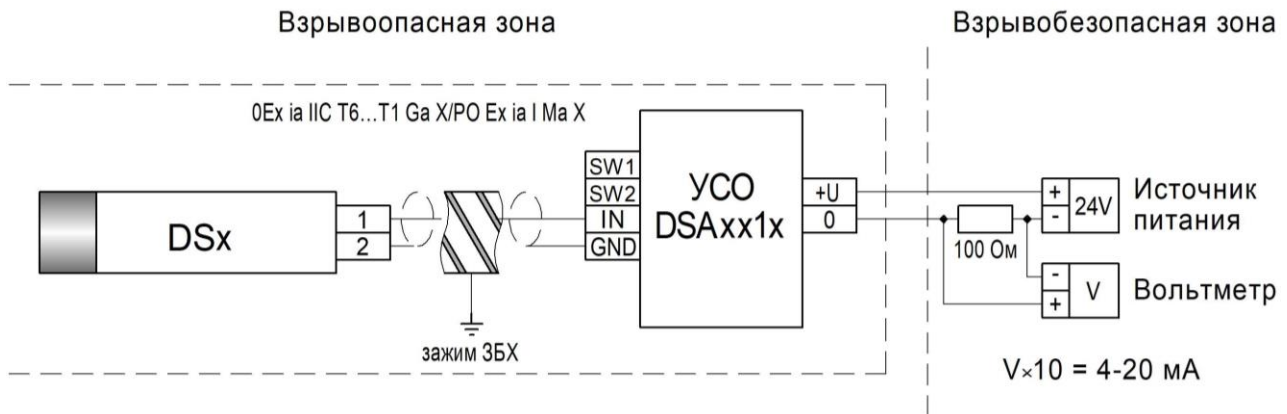 Взрывоопасная зона
Взрывобезопасная зона
0Ex ia IIC T6...T1 Ga X/PO Ex ia I Ma X
SW1
SW2
IN
GND
УСО
DSAxx1x
+U
0
DSx
1
2
+
-
24V
Источник
питания
100 Ом
-
+
V
Вольтметр
зажим ЗБХ
V×10 = 4-20 мА